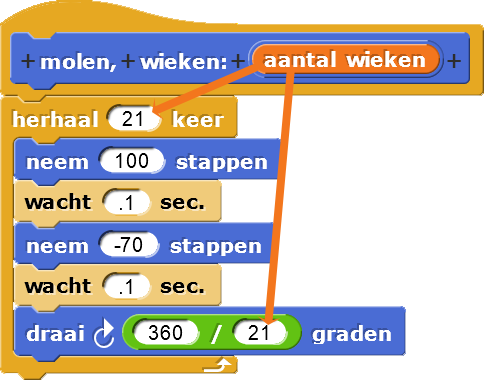 + molen, + wieken: + aantal wieken +
herhaal 21 keer
neem 100 stappen
wacht .1 sec.
neem -70 stappen
wacht .1 sec.
draai 360 / 21 graden